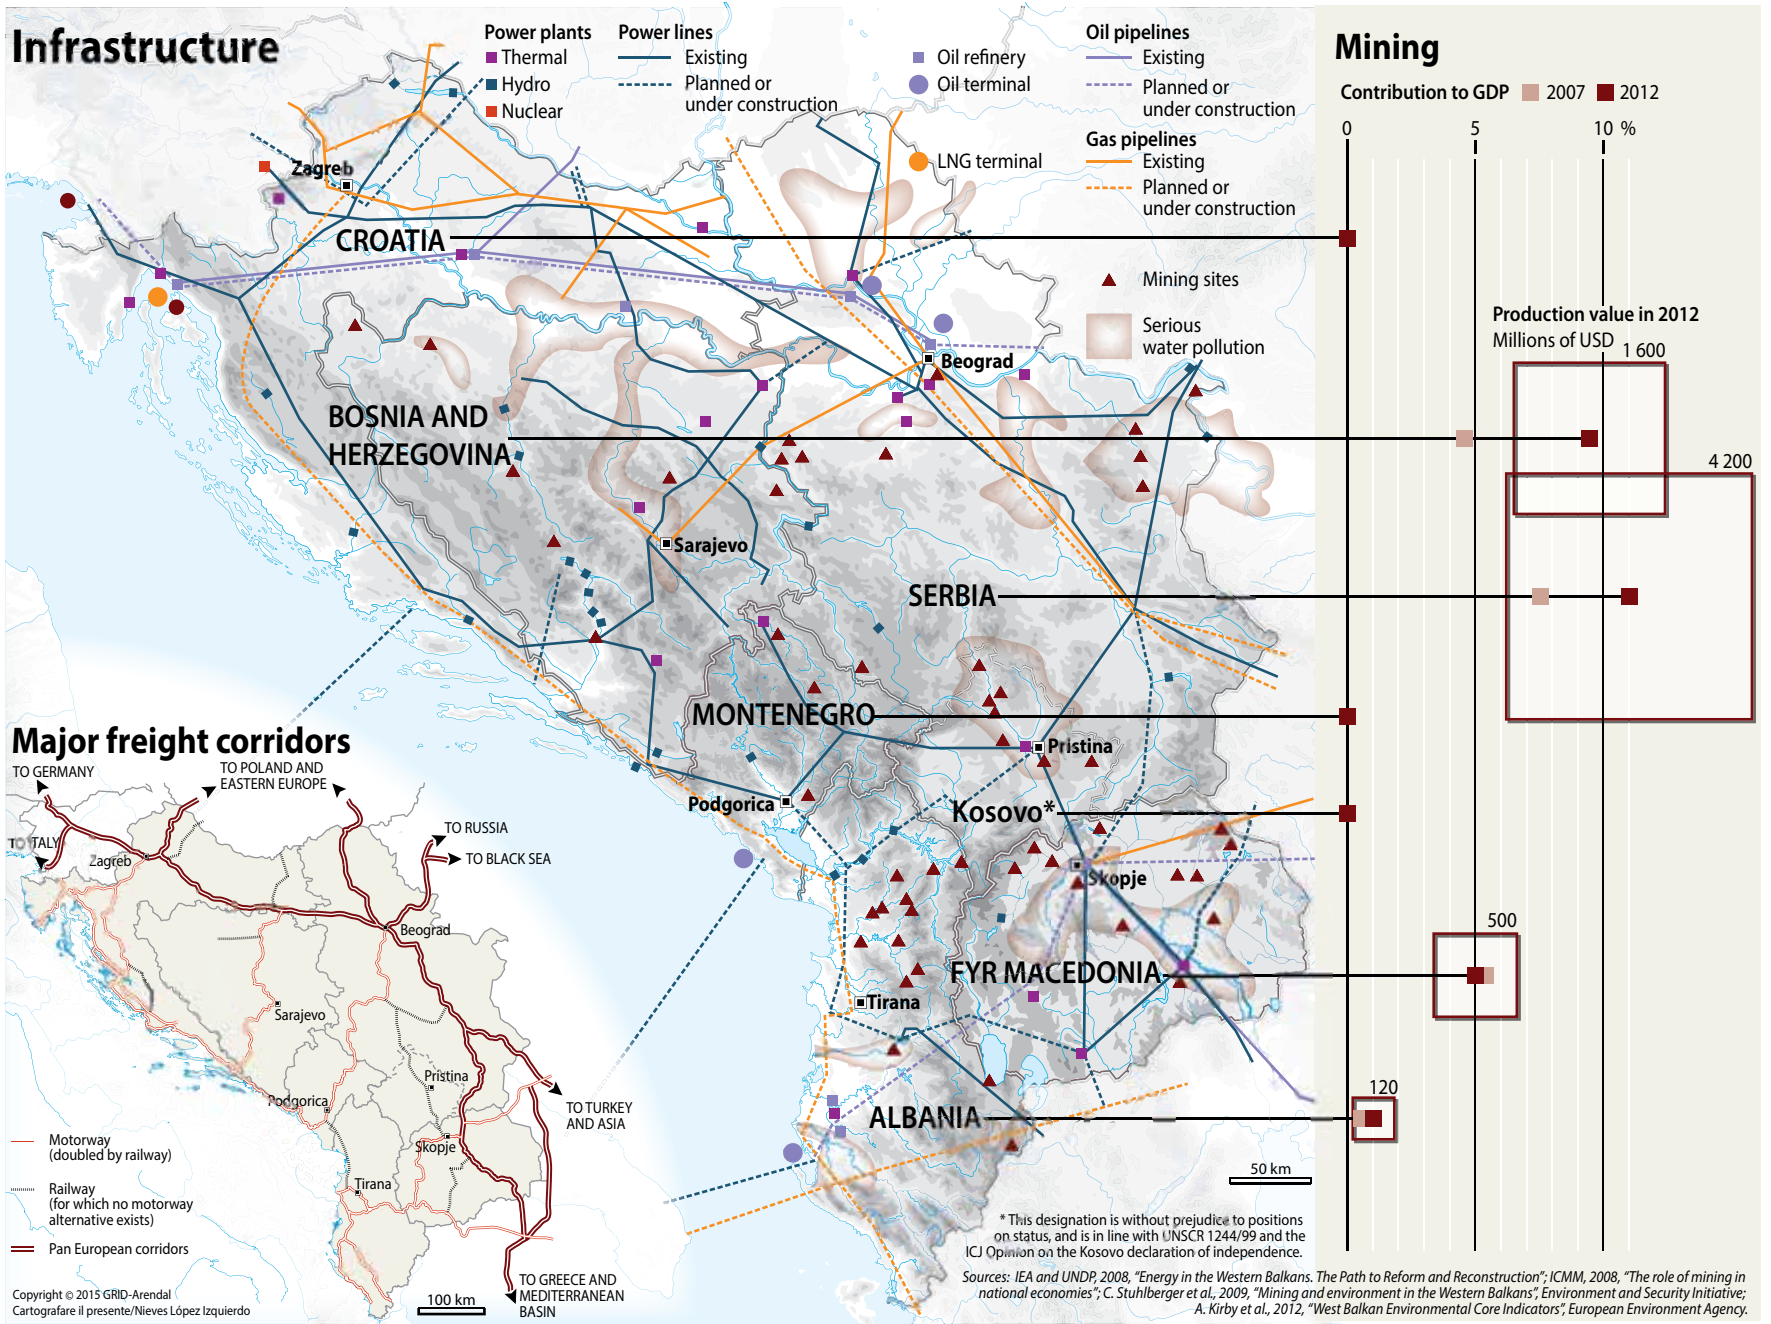 Infrastructure
Power plants
Thermal
Hydro
Nuclear
Power lines
Existing
Planned or
under construction
Oil refinery
Oil terminal
LNG terminal
Oil pipelines
Existing
Planned or
under construction
Gas pipelines
Existing
Planned or
under construction
Mining sites
Serious
water pollution
Mining
Contribution to GDP 2007 2012
0 5 10 %
Production value in 2012
Millions of USD
1 600
4 200
500
120
Zagreb
CROATIA
Beograd
BOSNIA AND
HERZEGOVINA
Sarajevo
SERBIA
MONTENEGRO
Pristina
Podgorica
Kosovo*
Skopje
FYR MACEDONIA
Tirana
ALBANIA
50 km
Major freight corridors
TO GERMANY
TO POLAND AND
EASTERN EUROPE
TO RUSSIA
TO BLACK SEA
TO ITALY
Zagreb
Beograd
Sarajevo
Pristina
Podgorica
Skopje
Tirana
TO TURKEY
AND ASIA
TO GREECE AND
MEDITERRANEAN
BASIN
Motorway
(doubled by railway)
Railway
(for which no motorway
alternative exists)
Pan European corridors
100 km
Copyright © 2015 GRID-Arendal
Cartografare il presente/Nieves López Izquierdo
* This designation is without prejudice to positions
on status, and is in line with UNSCR 1244/99 and the
ICJ Opinion on the Kosovo declaration of independence.
Sources: IEA and UNDP, 2008, “Energy in the Western Balkans. The Path to Reform and Reconstruction”; ICMM, 2008, “The role of mining in
national economies”; C. Stuhlberger et al., 2009, “Mining and environment in the Western Balkans”, Environment and Security Initiative;
A. Kirby et al., 2012, “West Balkan Environmental Core Indicators”, European Environment Agency.